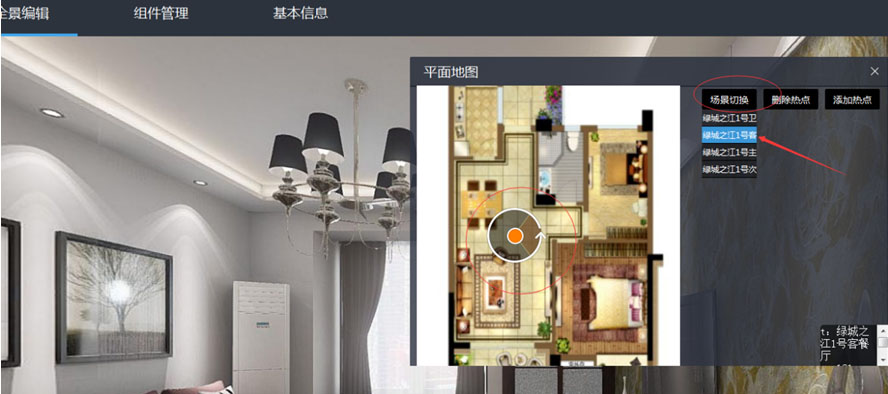 全景编辑 组件管理 基本信息
平面地图
场景切换 删除热点 添加热点
绿城之江1号卫
绿城之江1号客
绿城之江1号主
绿城之江1号次
t: 绿城之
江1号客餐
厅